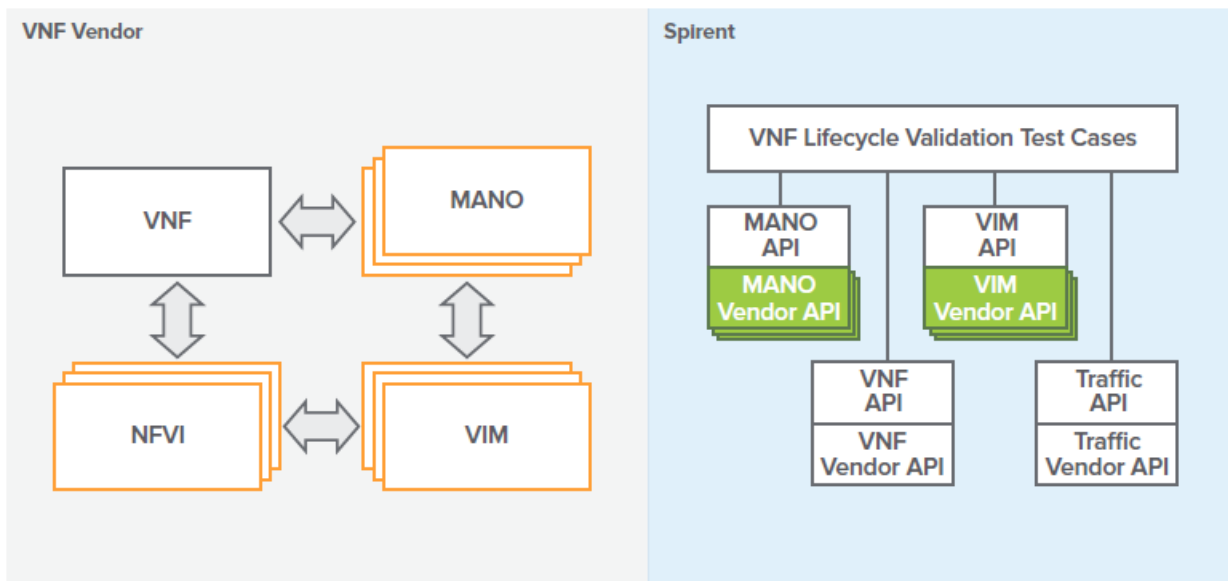 VNF Vendor
VNF
MANO
NFVI
VIM
Spirent
VNF Lifecycle Validation Test Cases
MANO
API
MANO
Vendor API
VIM
API
VIM
Vendor API
VNF
API
VNF
Vendor API
Traffic
API
Traffic
Vendor API